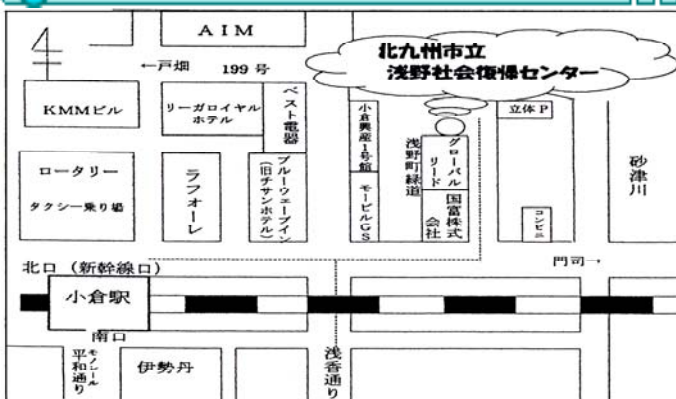 AIM
北九州市立
浅野社会復帰センター
←戸畑 199号
KMMビル
リーガロイヤル
ホテル
ベスト電器
小倉興産1号館
浅野町緑道
グローバル
リード
立体P
砂津川
ロータリー
タクシー乗り場
ラフォーレ
ブルーウェーブイン
(旧チサンホテル)
モービルGS
国富株式
会社
コンビニ
門司→
北口(新幹線口)
小倉駅
南口
モノレール
平和通り
伊勢丹
浅香通り